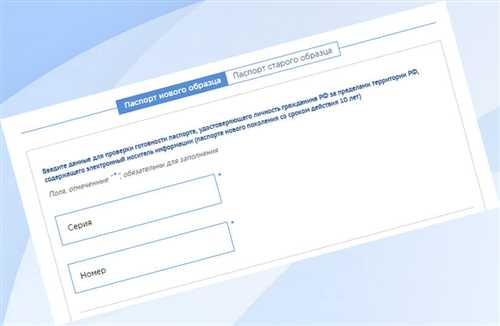 Паспорт нового образца
Паспорт старого образца
Введите данные для проверки готовности паспорта, удостоверяющего личность гражданина РФ за пределами территории РФ,
содержащего электронный носитель информации (паспорта нового поколения со сроком действия 10 лет)
Поля, отмеченные "*", обязательны для заполнения
Серия
*
Номер
*